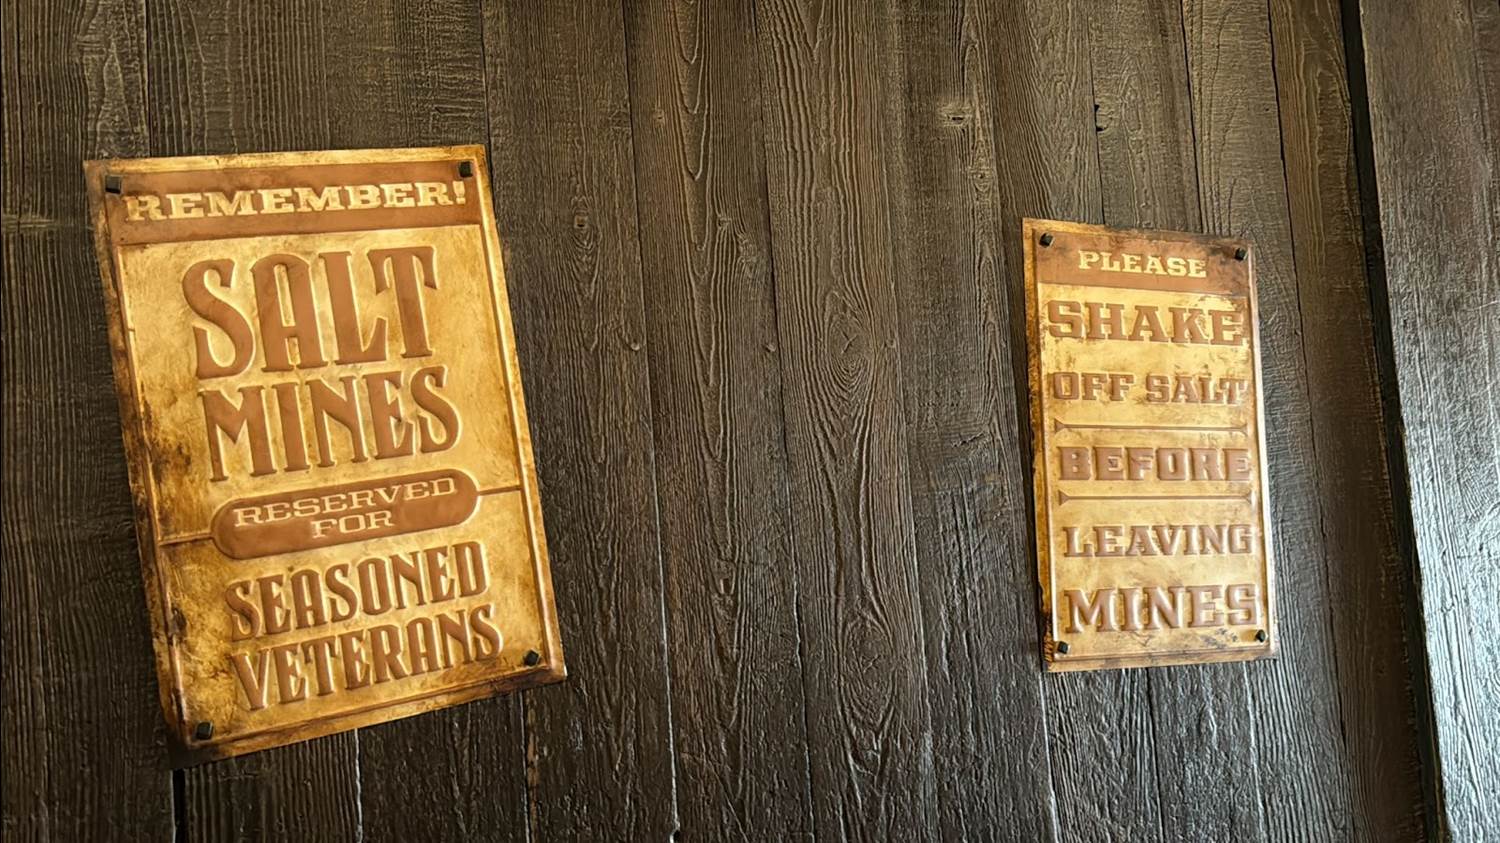 REMEMBER!
SALT
MINES
RESERVED
FOR
SEASONED
VETERANS
PLEASE
SHAKE
OFF SALT
BEFORE
LEAVING
MINES